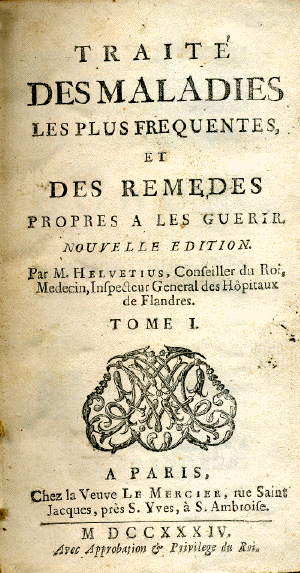 TRAITÉ
DES MALADIES
LES PLUS FREQUENTES,
ET
DES REMEDES
PROPRES A LES GUERIR.
NOUVELLE EDITION.
Par M. HELVETIUS, Conseiller du Roi,
Medecin, Inspecteur General des Hôpitaux
de Flandres.
TOME I.
A PARIS,
Chez la Veuve LE MERCIER, rue Saint
Jacques, près S. Yves, à S. Ambroise.
M DCCXXXIV.
Avec Approbation & Privilege du Roi.